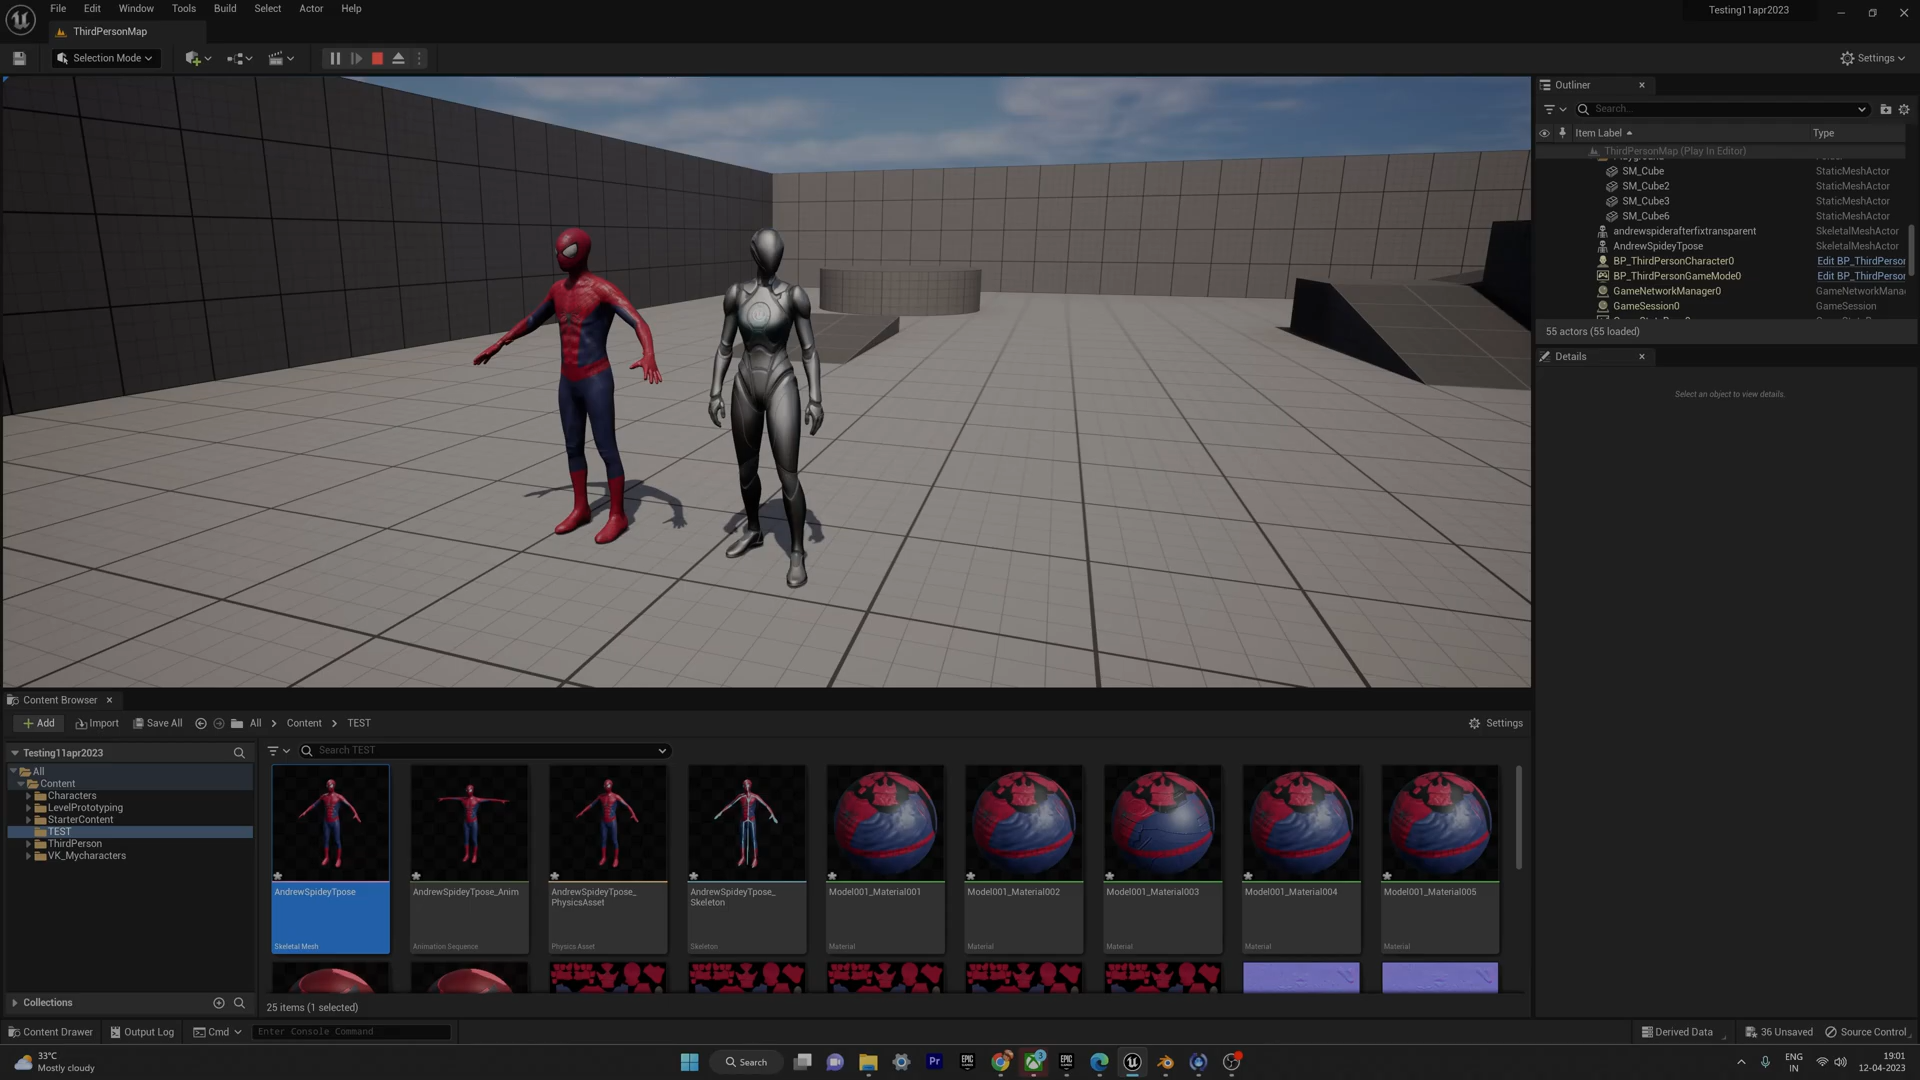 File Edit Window Tools Build Select Actor Help
Testing11apr2023
ThirdPersonMap
Selection Mode
Settings
Outliner
Search...
Item Label Type
ThirdPersonMap (Play In Editor)
SM_Cube StaticMeshActor
SM_Cube2 StaticMeshActor
SM_Cube3 StaticMeshActor
SM_Cube6 StaticMeshActor
andrewspiderafterfixtransparent SkeletalMeshActor
AndrewSpideyTpose SkeletalMeshActor
BP_ThirdPersonCharacter0 Edit BP_ThirdPerson
BP_ThirdPersonGameMode0 Edit BP_ThirdPerson
GameNetworkManager0 GameNetworkMana
GameSession0 GameSession
55 actors (55 loaded)
Details
Select an object to view details.
Content Browser
Add Import Save All All Content TEST
Settings
Testing11apr2023
Search TEST
All
Content
Characters
LevelPrototyping
StarterContent
TEST
ThirdPerson
VK_Mycharacters
AndrewSpideyTpose
Skeletal Mesh
AndrewSpideyTpose_Anim
Animation Sequence
AndrewSpideyTpose_
PhysicsAsset
Physics Asset
AndrewSpideyTpose_
Skeleton
Skeleton
Model001_Material001
Material
Model001_Material002
Material
Model001_Material003
Material
Model001_Material004
Material
Model001_Material005
Material
Collections
25 items (1 selected)
Content Drawer Output Log Cmd Enter Console Command
Derived Data 36 Unsaved Source Control
33°C
Mostly cloudy
Search
Pr
EPIC
GAMES
3
EPIC
GAMES
ENG
IN
19:01
12-04-2023